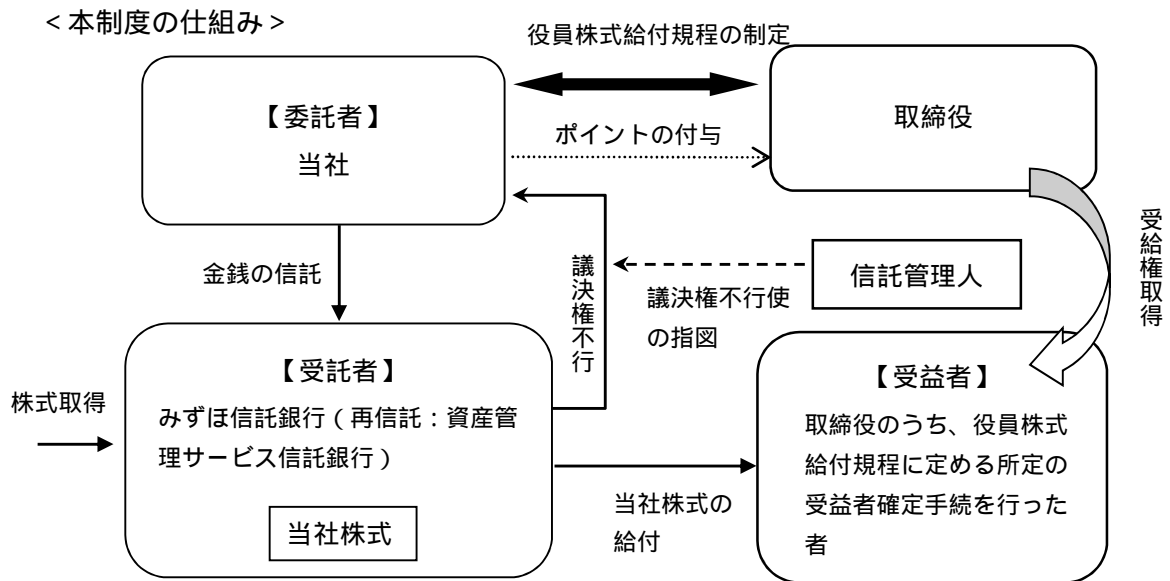 ＜本制度の仕組み＞
役員株式給付規程の制定
【委託者】
当社
取締役
ポイントの付与
金銭の信託
議決権不行
議決権不行使
の指図
信託管理人
受給権取得
株式取得
【受託者】
みずほ信託銀行（再信託：資産管
理サービス信託銀行）
当社株式
当社株式の
給付
【受益者】
取締役のうち、役員株式
給付規程に定める所定の
受益者確定手続を行った
者